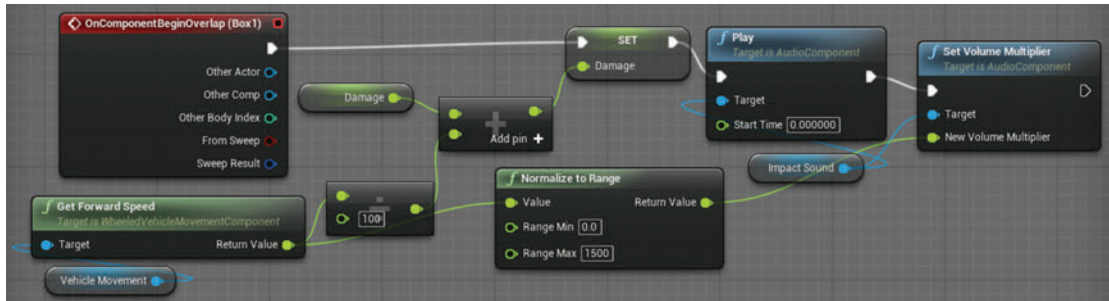 OnComponentBeginOverlap (Box1)
Other Actor
Other Comp
Other Body Index
From Sweep
Sweep Result
Damage
Add pin +
SET
Damage
Play
Target is AudioComponent
Target
Start Time 0.000000
Set Volume Multiplier
Target is AudioComponent
Target
New Volume Multiplier
Impact Sound
Get Forward Speed
Target is WheeledVehicleMovementComponent
Target Return Value
Vehicle Movement
100
Normalize to Range
Value Return Value
Range Min 0.0
Range Max 1500